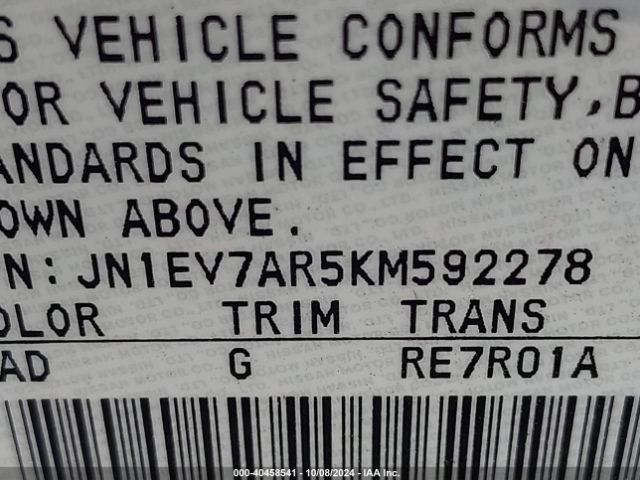 S VEHICLE CONFORMS
OR VEHICLE SAFETY, B
ANDARDS IN EFFECT ON
OWN ABOVE.
N: JN1EV7AR5KM592278
OLOR TRIM TRANS
AD G RE7R01A
000-40458541 - 10/08/2024 - IAA Inc.